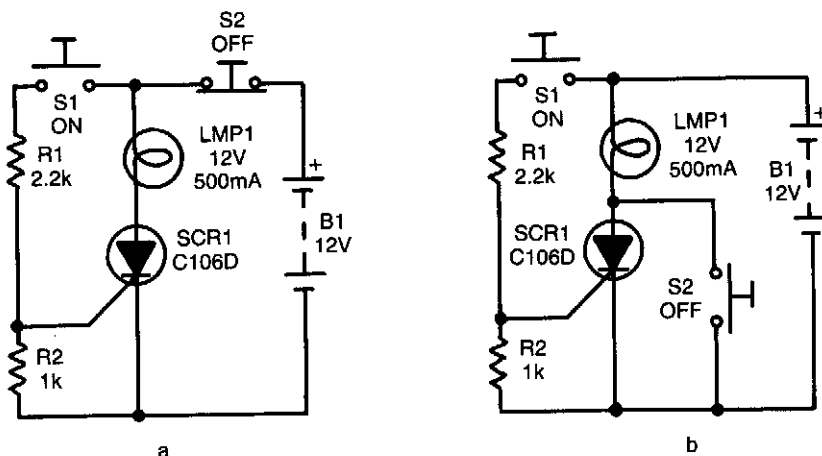 S2
OFF
S1
ON
R1
2.2k
LMP1
12V
500mA
+
B1
12V
SCR1
C106D
R2
1k
a
S1
ON
R1
2.2k
LMP1
12V
500mA
+
B1
12V
SCR1
C106D
S2
OFF
R2
1k
b